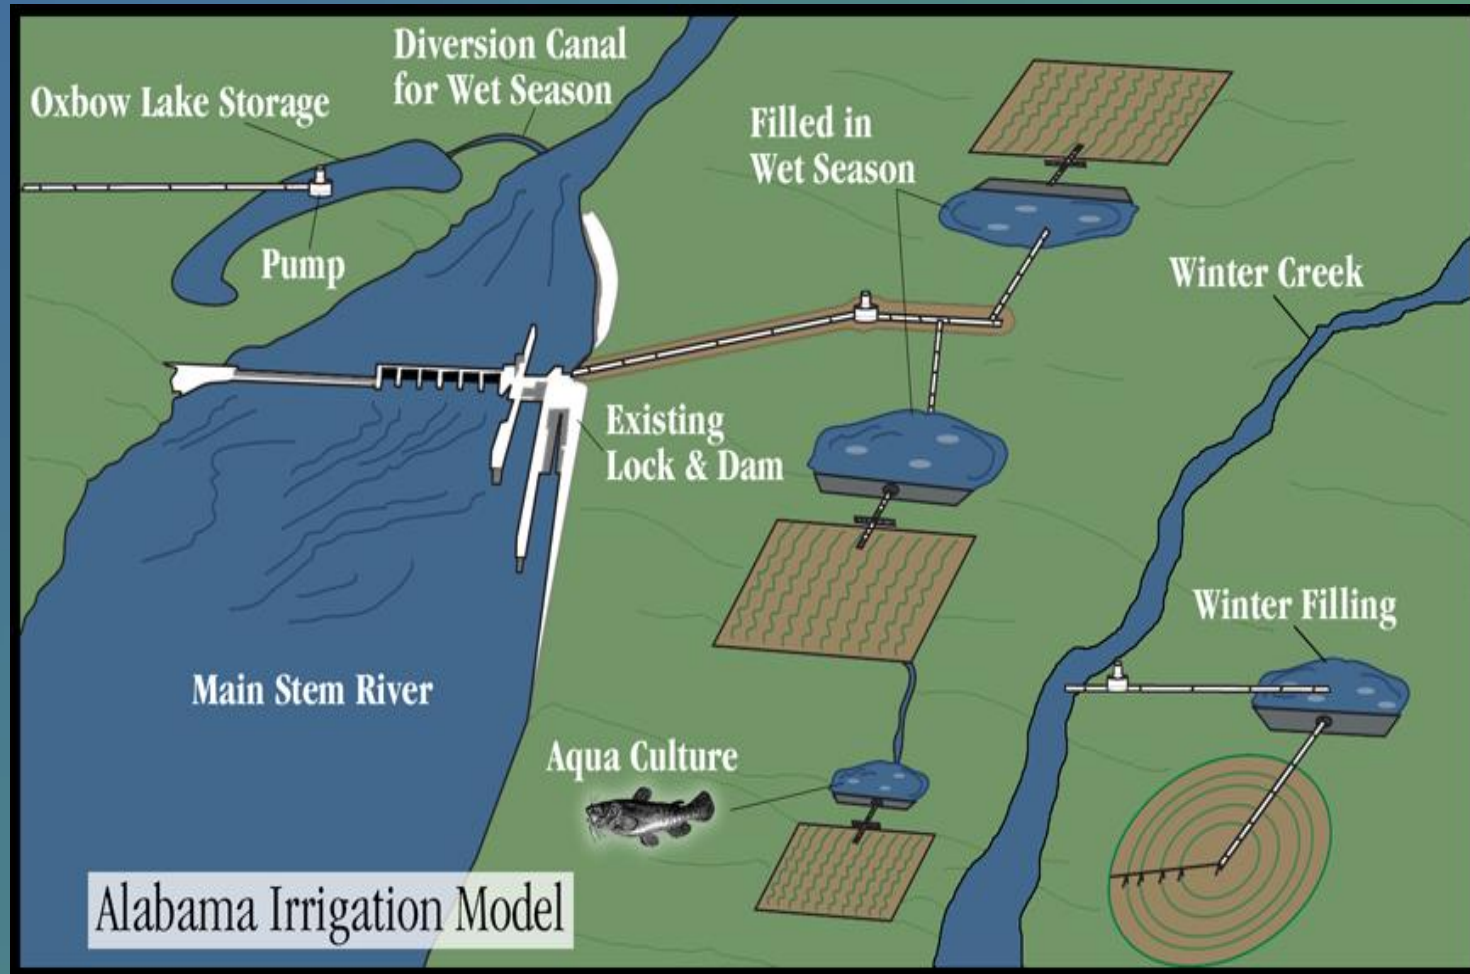 Diversion Canal
for Wet Season
Oxbow Lake Storage
Pump
Filled in
Wet Season
Winter Creek
Existing
Lock & Dam
Winter Filling
Main Stem River
Aqua Culture
Alabama Irrigation Model